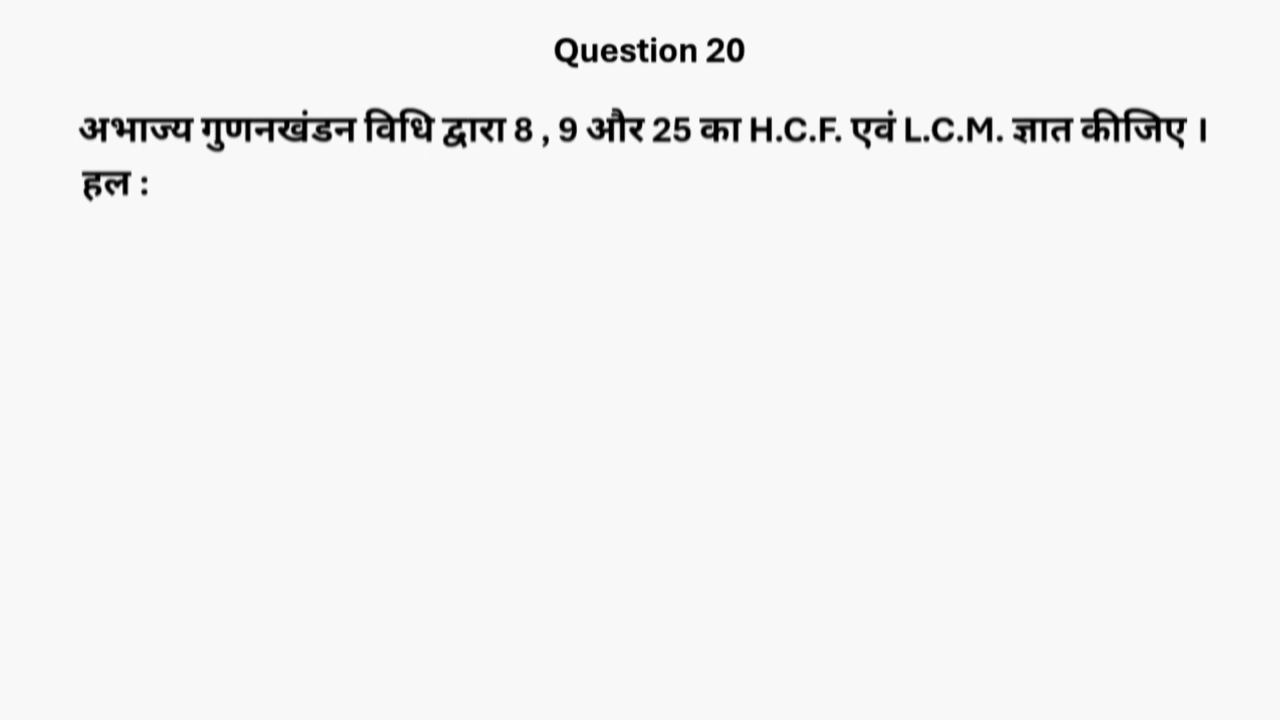 Question 20
अभाज्य गुणनखंडन विधि द्वारा 8 , 9 और 25 का H.C.F. एवं L.C.M. ज्ञात कीजिए ।
हल :